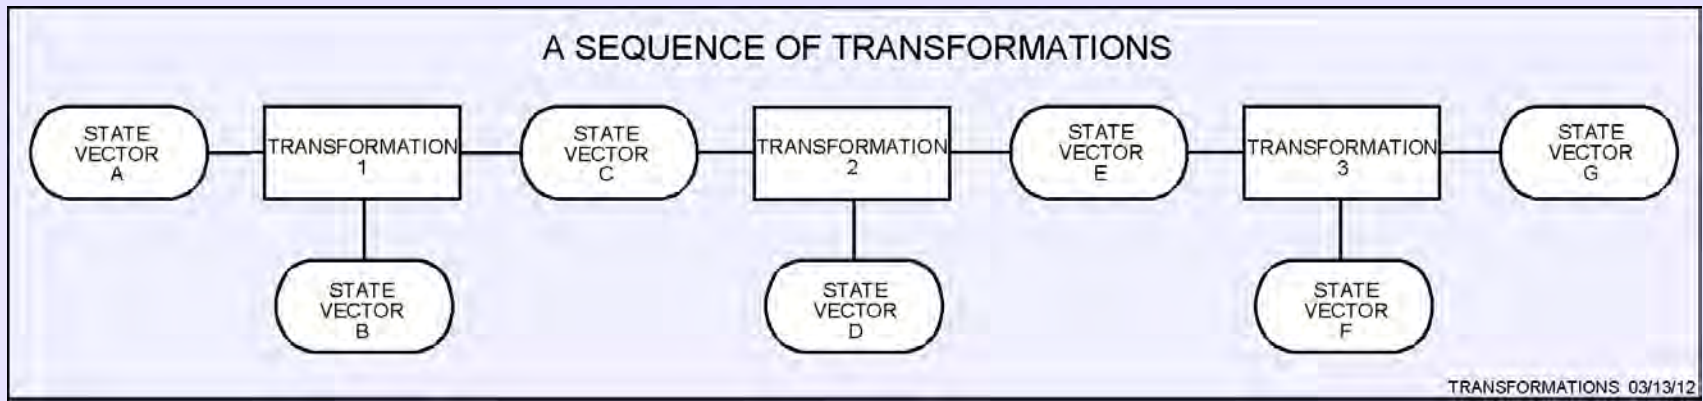 A SEQUENCE OF TRANSFORMATIONS
STATE
VECTOR
A
TRANSFORMATION
1
STATE
VECTOR
C
TRANSFORMATION
2
STATE
VECTOR
E
TRANSFORMATION
3
STATE
VECTOR
G
STATE
VECTOR
B
STATE
VECTOR
D
STATE
VECTOR
F
TRANSFORMATIONS 03/13/12